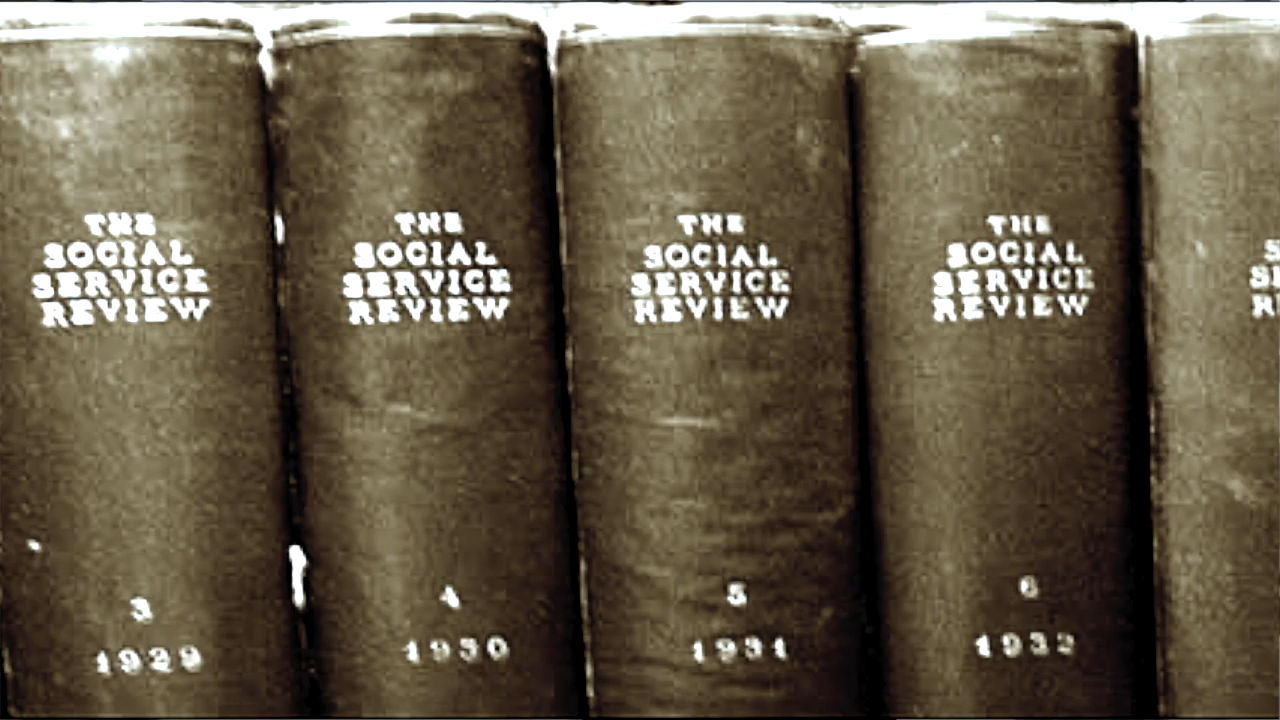 THE
SOCIAL
SERVICE
REVIEW
3
1929
THE
SOCIAL
SERVICE
REVIEW
4
1930
THE
SOCIAL
SERVICE
REVIEW
5
1931
THE
SOCIAL
SERVICE
REVIEW
6
1932
S
SE
R